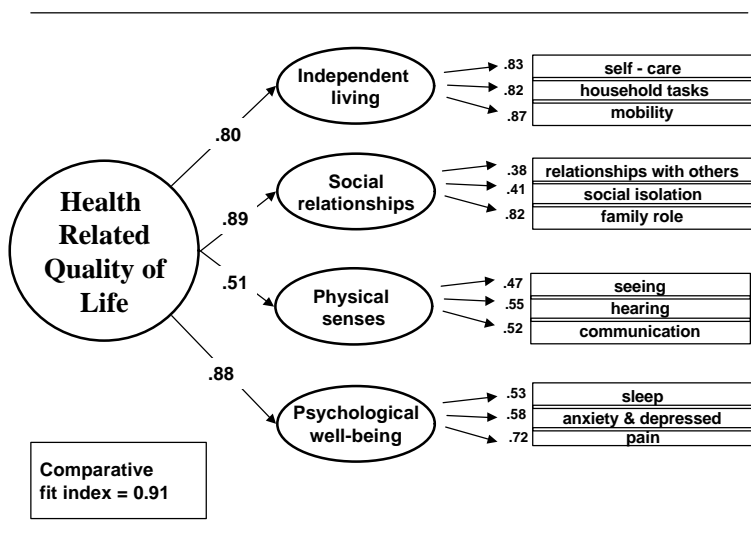 Health
Related
Quality of
Life
.80
.89
.51
.88
Independent
living
.83
self - care
.82
household tasks
.87
mobility
Social
relationships
.38
relationships with others
.41
social isolation
.82
family role
Physical
senses
.47
seeing
.55
hearing
.52
communication
Psychological
well-being
.53
sleep
.58
anxiety & depressed
.72
pain
Comparative
fit index = 0.91